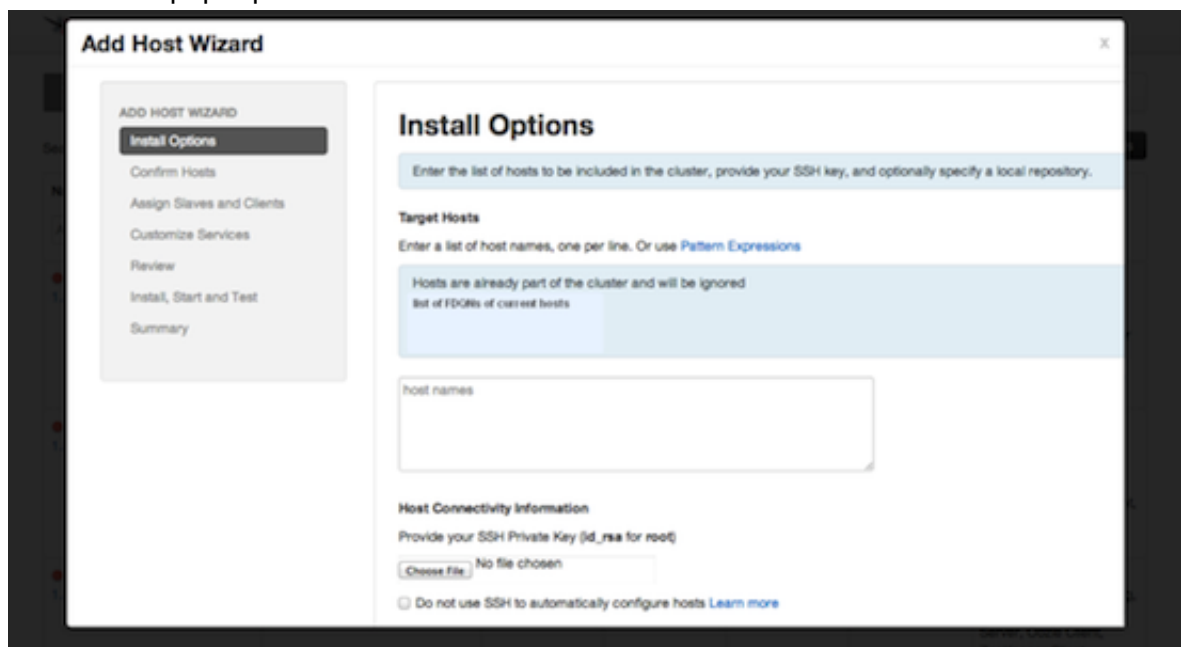 Add Host Wizard
x
ADD HOST WIZARD
Install Options
Confirm Hosts
Assign Slaves and Clients
Customize Services
Review
Install, Start and Test
Summary
Install Options
Enter the list of hosts to be included in the cluster, provide your SSH key, and optionally specify a local repository.
Target Hosts
Enter a list of host names, one per line. Or use Pattern Expressions
Hosts are already part of the cluster and will be ignored
list of FDQNs of current hosts
host names
Host Connectivity Information
Provide your SSH Private Key (id_rsa for root)
Choose File No file chosen
Do not use SSH to automatically configure hosts Learn more